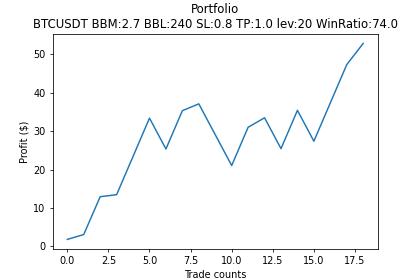 Portfolio
BTCUSDT BBM:2.7 BBL:240 SL:0.8 TP:1.0 lev:20 WinRatio:74.0
Profit ($)
50
40
30
20
10
0
0.0 2.5 5.0 7.5 10.0 12.5 15.0 17.5
Trade counts